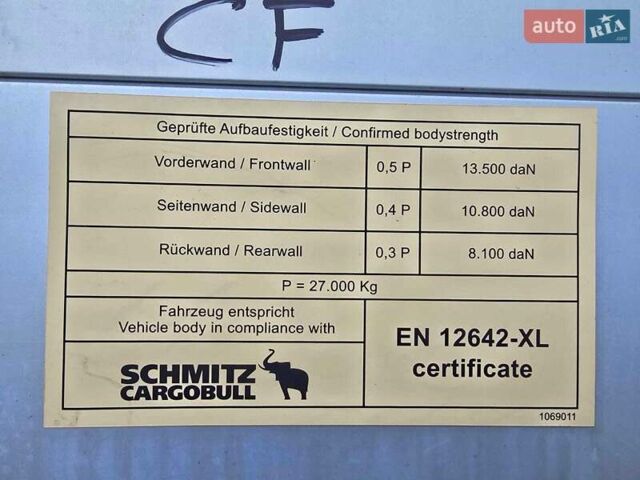 CF
auto RIA.com
Geprüfte Aufbaufestigkeit / Confirmed bodystrength
Vorderwand / Frontwall 0,5 P 13.500 daN
Seitenwand / Sidewall 0,4 P 10.800 daN
Rückwand / Rearwall 0,3 P 8.100 daN
P = 27.000 Kg
Fahrzeug entspricht
Vehicle body in compliance with
EN 12642-XL
certificate
SCHMITZ
CARGOBULL
1069011